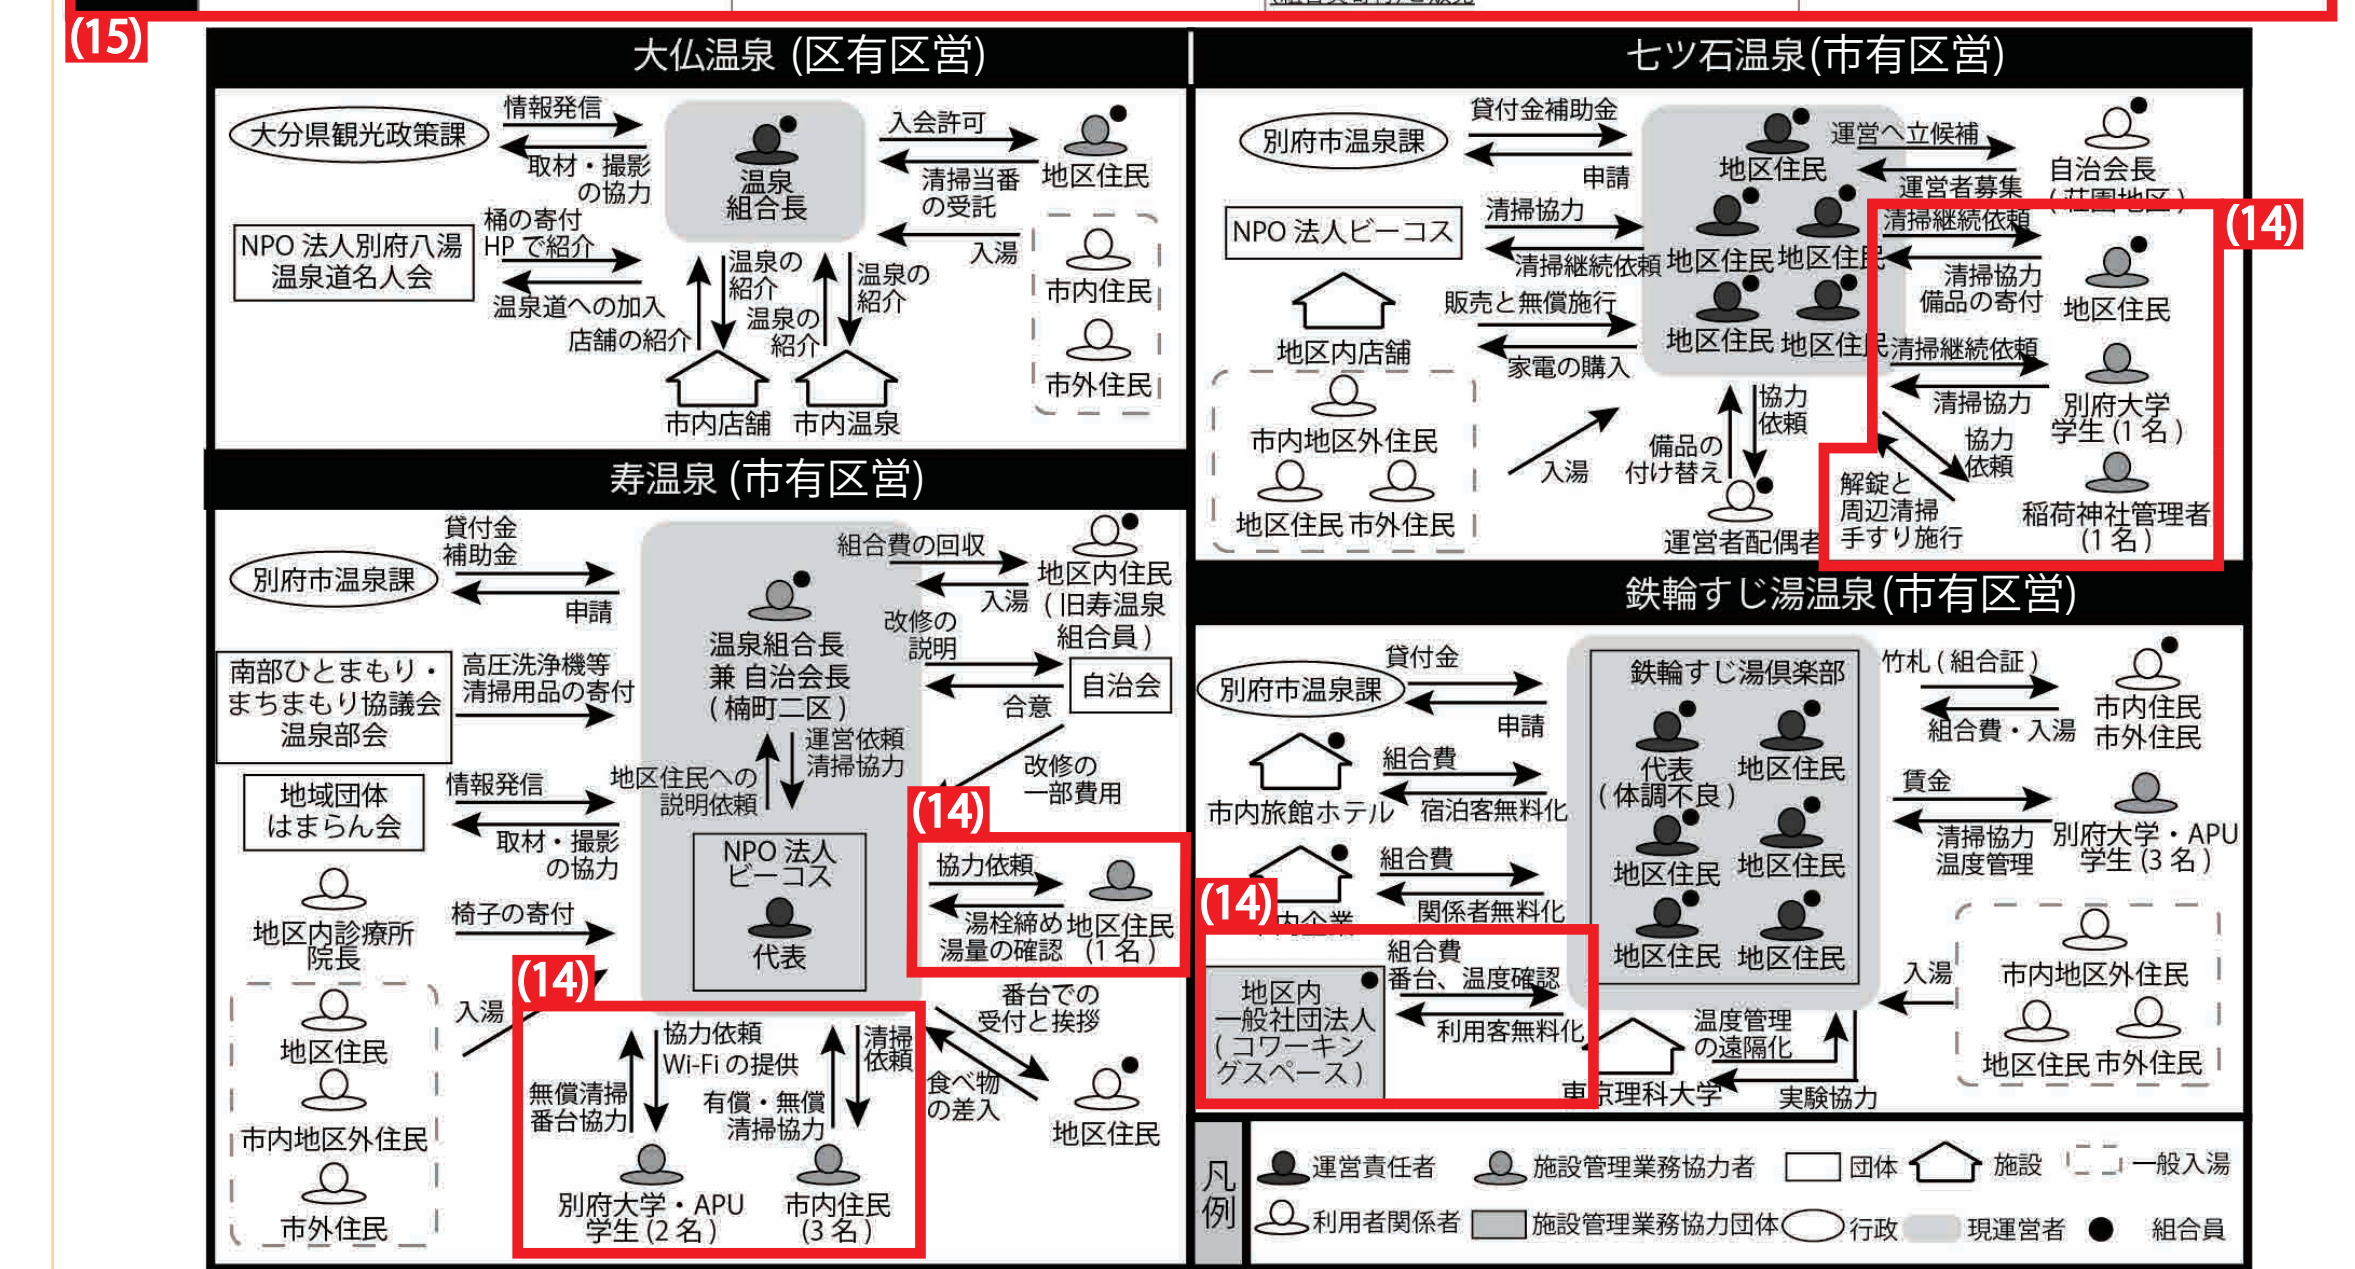 (15)
大仏温泉 (区有区営)
大分県観光政策課
情報発信
取材・撮影
の協力
温泉
組合長
入会許可
清掃当番
の受託
地区住民
NPO 法人別府八湯
温泉道名人会
桶の寄付
HP で紹介
温泉道への加入
入湯
市内住民
市外住民
店舗の紹介
温泉の
紹介
温泉の
紹介
温泉の
紹介
市内店舗
市内温泉
七ツ石温泉(市有区営)
別府市温泉課
貸付金補助金
申請
地区住民
運営へ立候補
運営者募集
自治会長
(荘園地区)
NPO 法人ビーコス
清掃協力
清掃継続依頼
地区住民
地区住民
地区住民
地区住民
(14)
清掃継続依頼
清掃協力
備品の寄付
地区住民
地区内店舗
販売と無償施行
家電の購入
清掃継続依頼
清掃協力
別府大学
学生(1名)
市内地区外住民
地区住民
市外住民
入湯
備品の
付け替え
協力
依頼
運営者配偶者
協力
依頼
解錠と
周辺清掃
手すり施行
稲荷神社管理者
(1名)
寿温泉 (市有区営)
別府市温泉課
貸付金
補助金
申請
温泉組合長
兼 自治会長
(楠町二区)
組合費の回収
入湯
地区内住民
(旧寿温泉
組合員)
南部ひとまもり・
まちまもり協議会
温泉部会
高圧洗浄機等
清掃用品の寄付
改修の
説明
合意
自治会
改修の
一部費用
地域団体
はまらん会
情報発信
取材・撮影
の協力
地区住民への
説明依頼
運営依頼
清掃協力
NPO 法人
ビーコス
代表
(14)
協力依頼
湯栓締め
湯量の確認
地区住民
(1名)
地区内診療所
院長
椅子の寄付
地区住民
市内地区外住民
市外住民
入湯
(14)
協力依頼
Wi-Fi の提供
無償清掃
番台協力
清掃
依頼
有償・無償
清掃協力
別府大学・APU
学生(2名)
市内住民
(3名)
番台での
受付と挨拶
食べ物
の差入
地区住民
鉄輪すじ湯温泉(市有区営)
別府市温泉課
貸付金
申請
鉄輪すじ湯倶楽部
代表
(体調不良)
地区住民
地区住民
地区住民
地区住民
地区住民
竹札(組合証)
組合費・入湯
市内住民
市外住民
市内旅館ホテル
組合費
宿泊客無料化
賃金
清掃協力
温度管理
別府大学・APU
学生(3名)
組合費
関係者無料化
内企業
(14)
地区内
一般社団法人
(コワーキン
グスペース)
組合費
番台、温度確認
利用客無料化
東京理科大学
温度管理
の遠隔化
実験協力
入湯
市内地区外住民
地区住民
市外住民
凡例
運営責任者
施設管理業務協力者
団体
施設
一般入湯
利用者関係者
施設管理業務協力団体
行政
現運営者
組合員